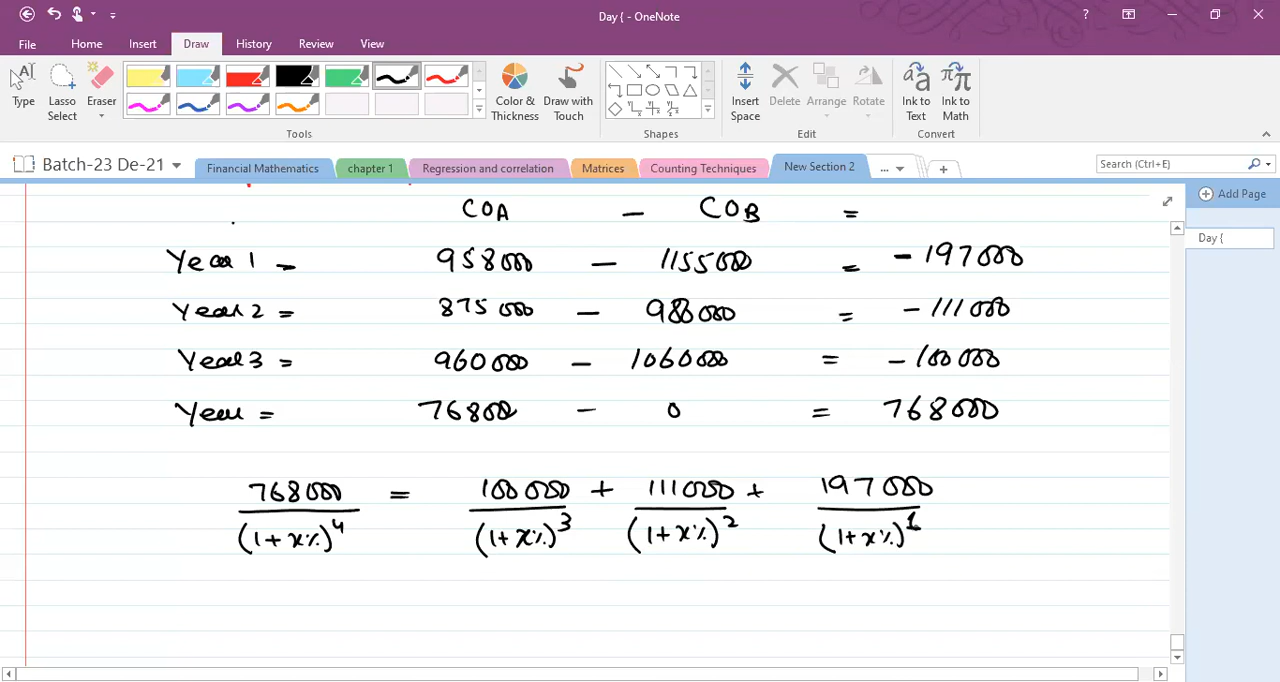 Day { - OneNote
File Home Insert Draw History Review View
Type Lasso Select Eraser Color & Thickness Draw with Touch Insert Space Delete Arrange Rotate Ink to Text Ink to Math
Tools Shapes Edit Convert
Batch-23 De-21 Financial Mathematics chapter 1 Regression and correlation Matrices Counting Techniques New Section 2 ... Search (Ctrl+E)
Add Page
Day {
COA - COB =
Year 1 = 958000 - 1155000 = -197000
Year 2 = 875000 - 986000 = -111000
Year 3 = 960000 - 1060000 = -100000
Year = 768000 - 0 = 768000
768000 = 100000 + 111000 + 197000
(1+x%)^4 (1+x%)^3 (1+x%)^2 (1+x%)^1